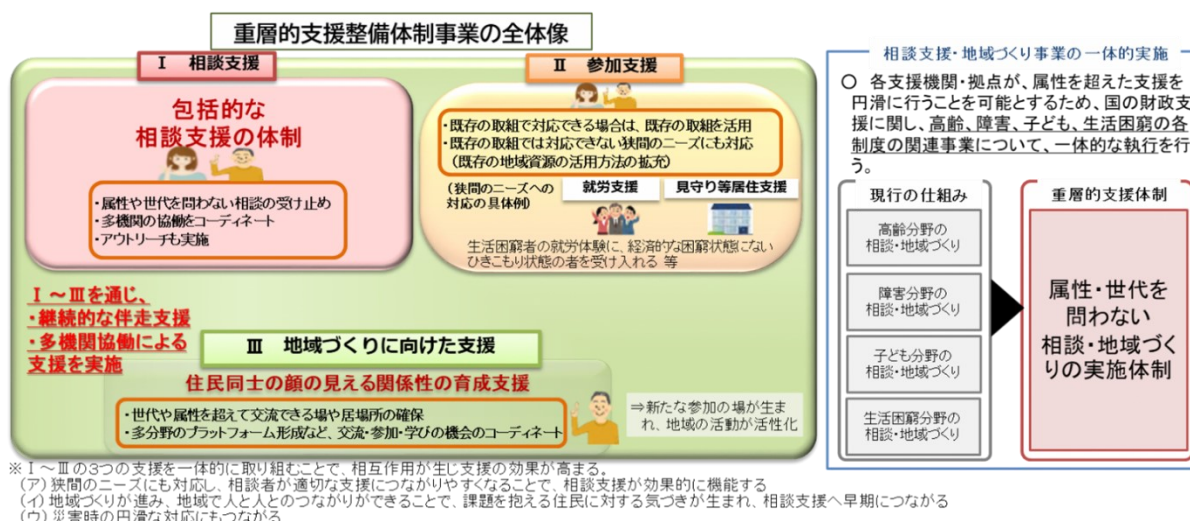 重層的支援整備体制事業の全体像
Ⅰ 相談支援
包括的な
相談支援の体制
・属性や世代を問わない相談の受け止め
・多機関の協働をコーディネート
・アウトリーチも実施
Ⅱ 参加支援
・既存の取組で対応できる場合は、既存の取組を活用
・既存の取組では対応できない狭間のニーズにも対応
（既存の地域資源の活用方法の拡充）
（狭間のニーズへの
対応の具体例）
就労支援
見守り等居住支援
生活困窮者の就労体験に、経済的な困窮状態にない
ひきこもり状態の者を受け入れる 等
Ⅰ～Ⅲを通じ、
・継続的な伴走支援
・多機関協働による
支援を実施
Ⅲ 地域づくりに向けた支援
住民同士の顔の見える関係性の育成支援
・世代や属性を超えて交流できる場や居場所の確保
・多分野のプラットフォーム形成など、交流・参加・学びの機会のコーディネート
⇒新たな参加の場が生ま
れ、地域の活動が活性化
※Ⅰ～Ⅲの3つの支援を一体的に取り組むことで、相互作用が生じ支援の効果が高まる。
（ア）狭間のニーズにも対応し、相談者が適切な支援につながりやすくなることで、相談支援が効果的に機能する
（イ）地域づくりが進み、地域で人と人とのつながりができることで、課題を抱える住民に対する気づきが生まれ、相談支援へ早期につながる
（ウ）災害時の円滑な対応にもつながる
相談支援・地域づくり事業の一体的実施
○ 各支援機関・拠点が、属性を超えた支援を
円滑に行うことを可能とするため、国の財政支
援に関し、高齢、障害、子ども、生活困窮の各
制度の関連事業について、一体的な執行を行
う。
現行の仕組み
高齢分野の
相談・地域づくり
障害分野の
相談・地域づくり
子ども分野の
相談・地域づくり
生活困窮分野の
相談・地域づくり
重層的支援体制
属性・世代を
問わない
相談・地域づく
りの実施体制